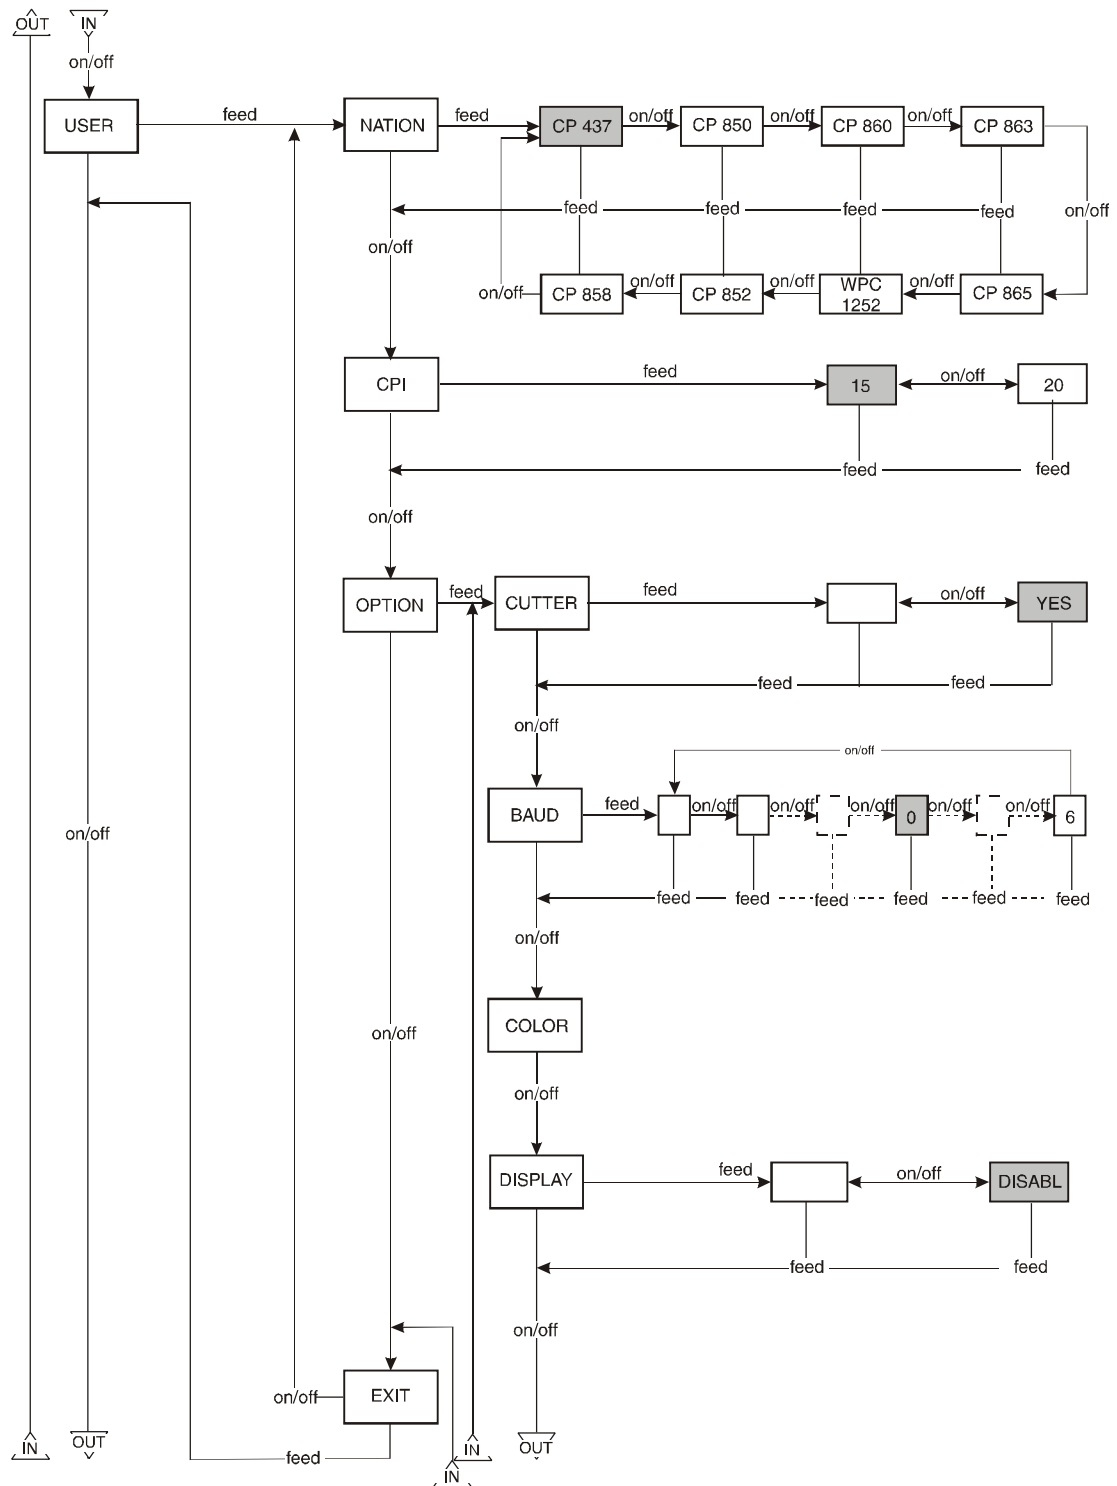 OUT IN
on/off
USER feed NATION feed CP 437 on/off CP 850 on/off CP 860 on/off CP 863
feed feed feed feed on/off
on/off
on/off CP 858 on/off CP 852 on/off WPC 1252 on/off CP 865
CPI feed 15 on/off 20
feed feed
on/off
OPTION feed CUTTER feed on/off YES
feed feed
on/off
on/off
BAUD feed on/off on/off on/off 0 on/off on/off 6
on/off
feed feed feed feed feed feed
on/off
COLOR
on/off
on/off
DISPLAY feed on/off DISABL
feed feed
on/off
on/off EXIT
IN OUT feed IN IN OUT